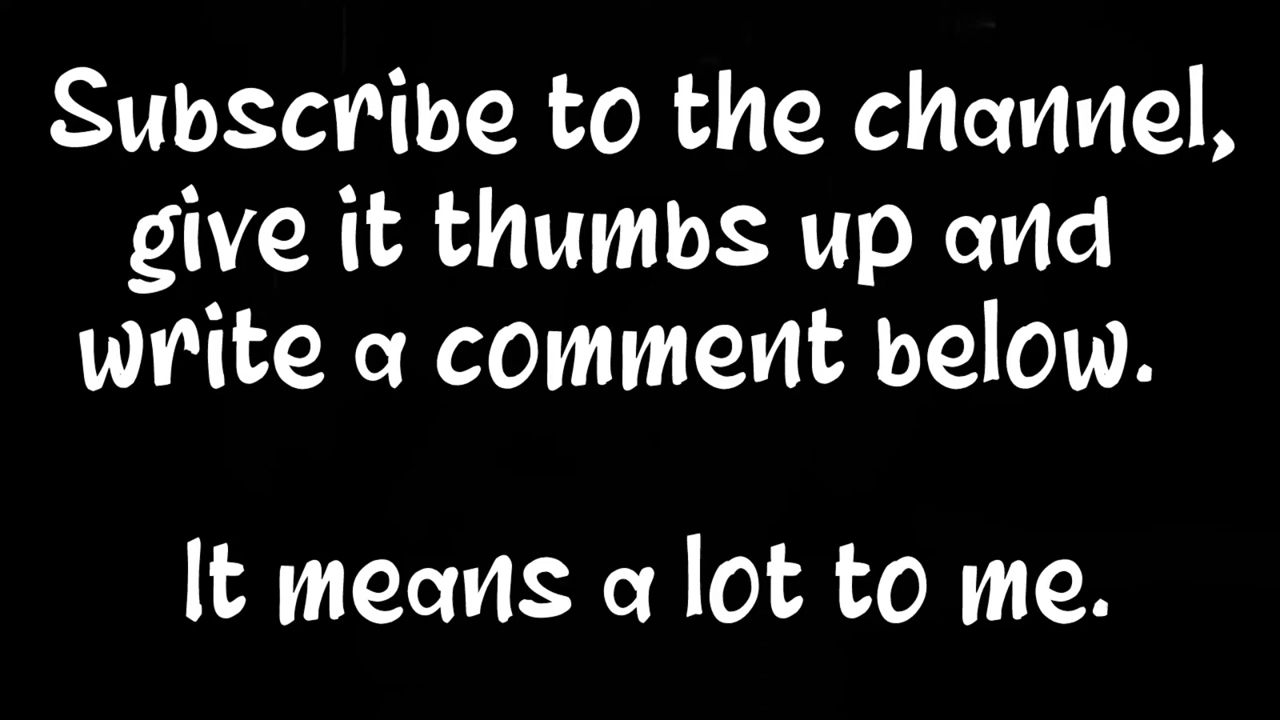 Subscribe to the channel,
give it thumbs up and
write a comment below.
It means a lot to me.